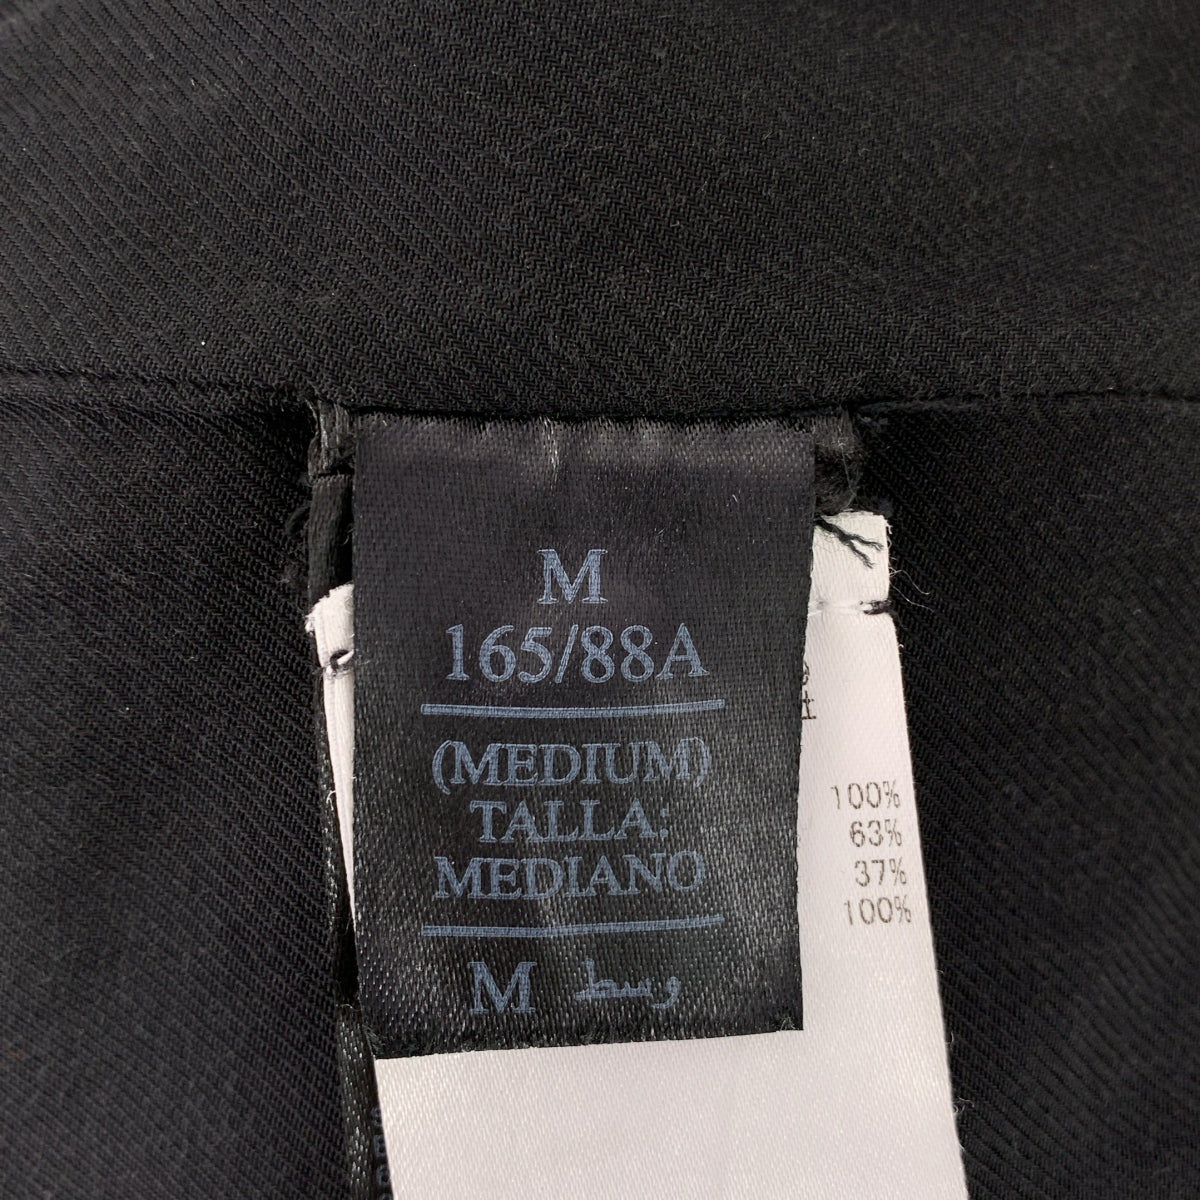 M
165/88A
(MEDIUM)
TALLA:
MEDIANO
M وسط
100%
63%
37%
100%